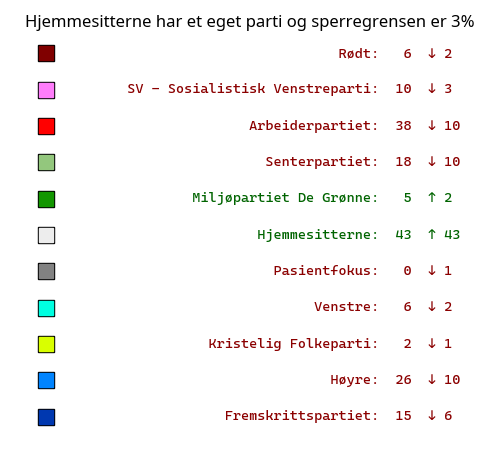 Hjemmesitterne har et eget parti og sperregrensen er 3%
Rødt: 6 ↓ 2
SV – Sosialistisk Venstreparti: 10 ↓ 3
Arbeiderpartiet: 38 ↓ 10
Senterpartiet: 18 ↓ 10
Miljøpartiet De Grønne: 5 ↑ 2
Hjemmesitterne: 43 ↑ 43
Pasientfokus: 0 ↓ 1
Venstre: 6 ↓ 2
Kristelig Folkeparti: 2 ↓ 1
Høyre: 26 ↓ 10
Fremskrittspartiet: 15 ↓ 6